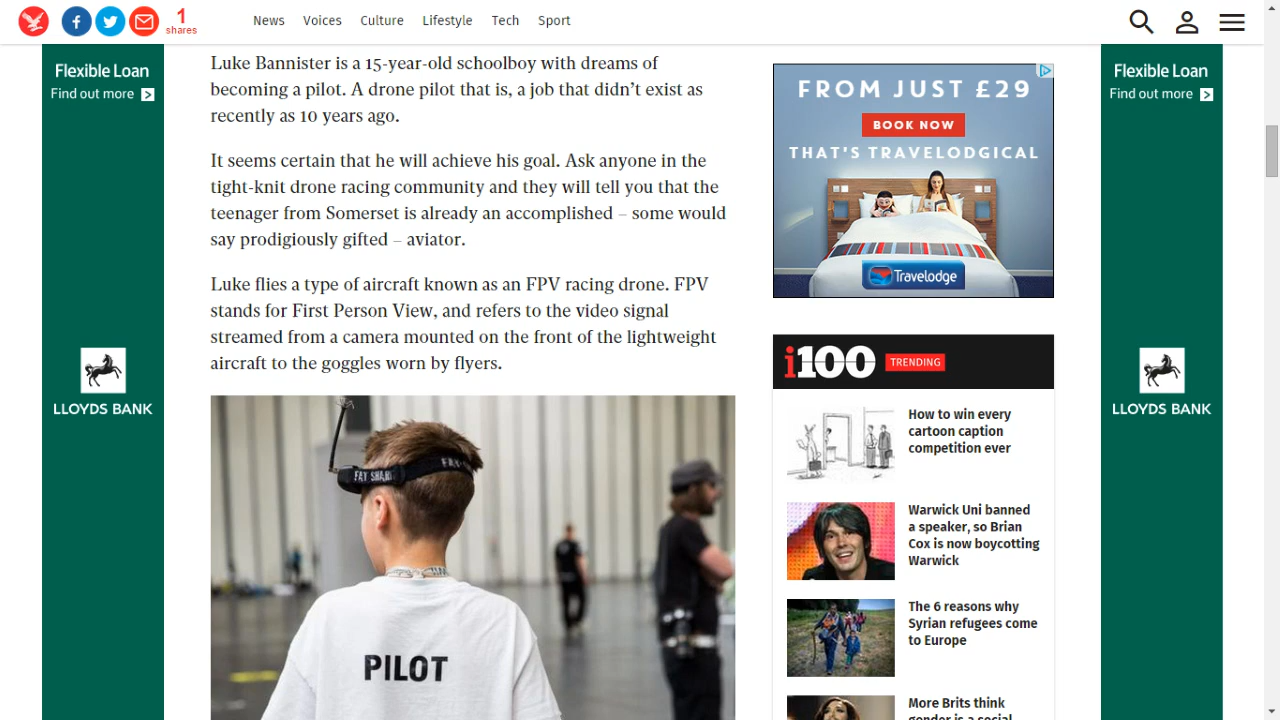 1
shares
News
Voices
Culture
Lifestyle
Tech
Sport
Flexible Loan
Find out more
LLOYDS BANK
Luke Bannister is a 15-year-old schoolboy with dreams of
becoming a pilot. A drone pilot that is, a job that didn’t exist as
recently as 10 years ago.
It seems certain that he will achieve his goal. Ask anyone in the
tight-knit drone racing community and they will tell you that the
teenager from Somerset is already an accomplished – some would
say prodigiously gifted – aviator.
Luke flies a type of aircraft known as an FPV racing drone. FPV
stands for First Person View, and refers to the video signal
streamed from a camera mounted on the front of the lightweight
aircraft to the goggles worn by flyers.
FAT SHARK
PILOT
FROM JUST £29
BOOK NOW
THAT'S TRAVELODGICAL
Travelodge
i100
TRENDING
How to win every
cartoon caption
competition ever
Warwick Uni banned
a speaker, so Brian
Cox is now boycotting
Warwick
The 6 reasons why
Syrian refugees come
to Europe
More Brits think
gender is a social
Flexible Loan
Find out more
LLOYDS BANK